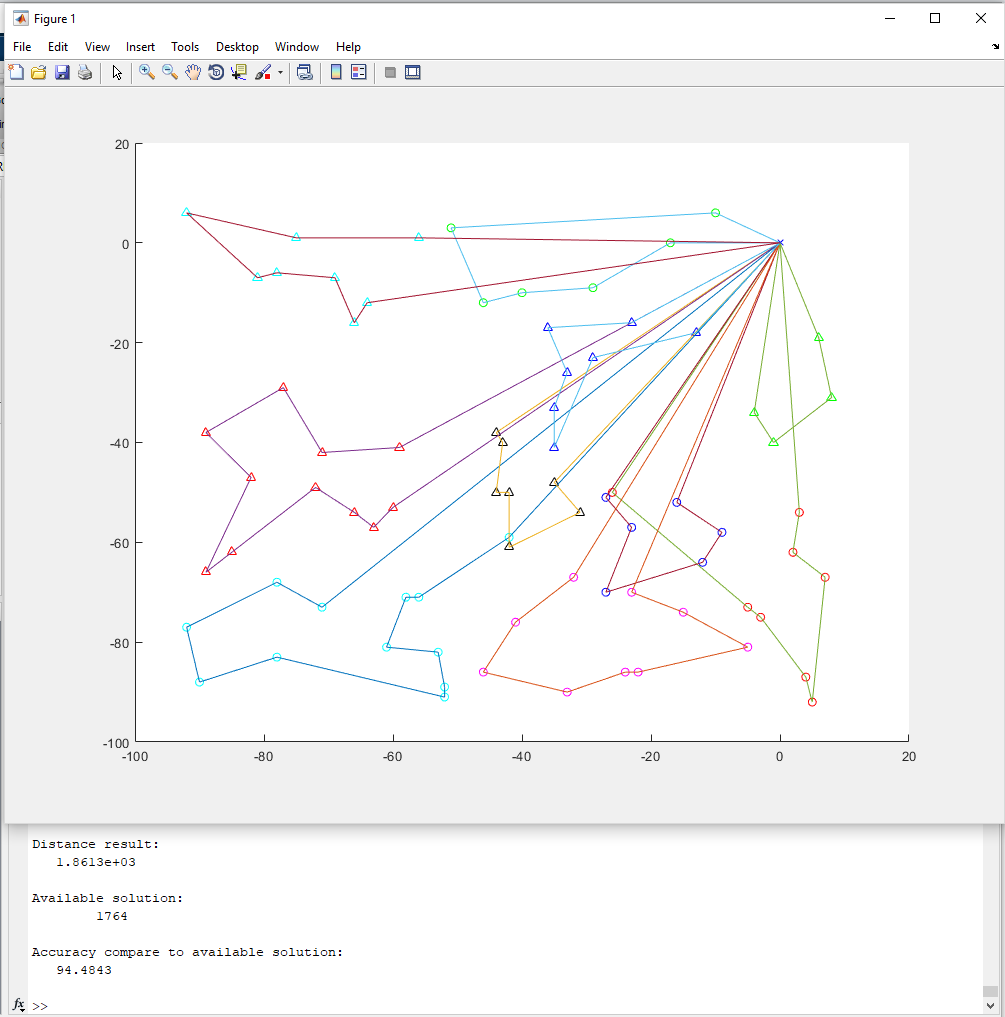 Figure 1
File Edit View Insert Tools Desktop Window Help
20
0
-20
-40
-60
-80
-100
-100 -80 -60 -40 -20 0 20
Distance result:
1.8613e+03
Available solution:
1764
Accuracy compare to available solution:
94.4843
fx >>